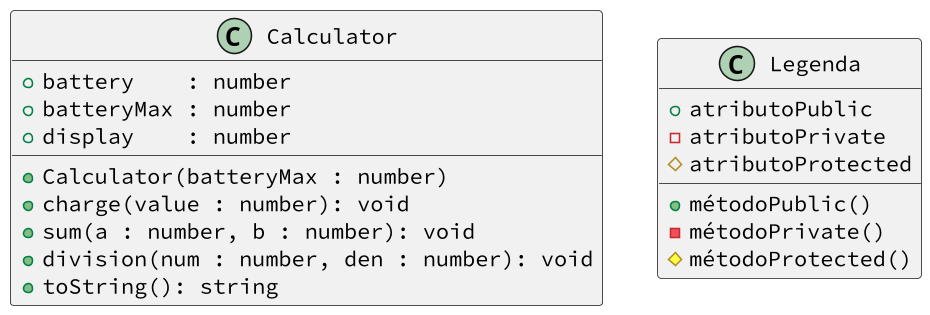 C Calculator
battery : number
batteryMax : number
display : number
Calculator(batteryMax : number)
charge(value : number): void
sum(a : number, b : number): void
division(num : number, den : number): void
toString(): string
C Legenda
atributoPublic
atributoPrivate
atributoProtected
métodoPublic()
métodoPrivate()
métodoProtected()